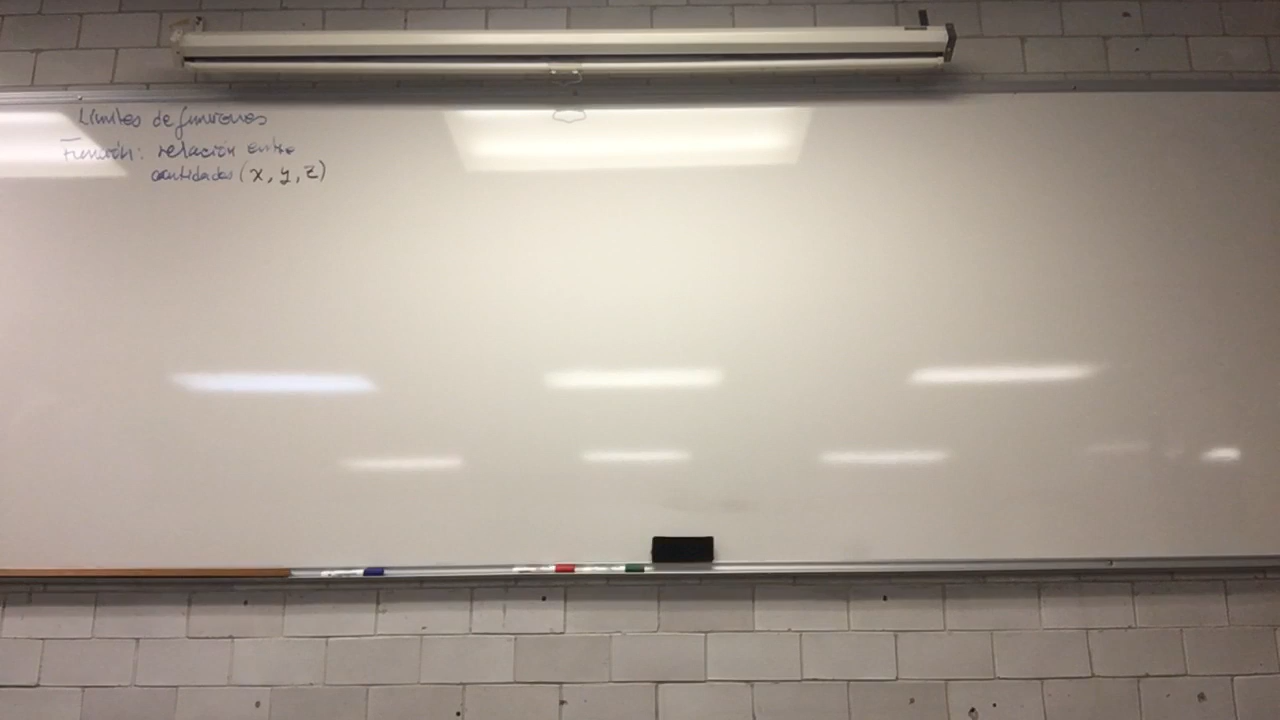 Límites de funciones
Función: relación entre
cantidades (x, y, z)